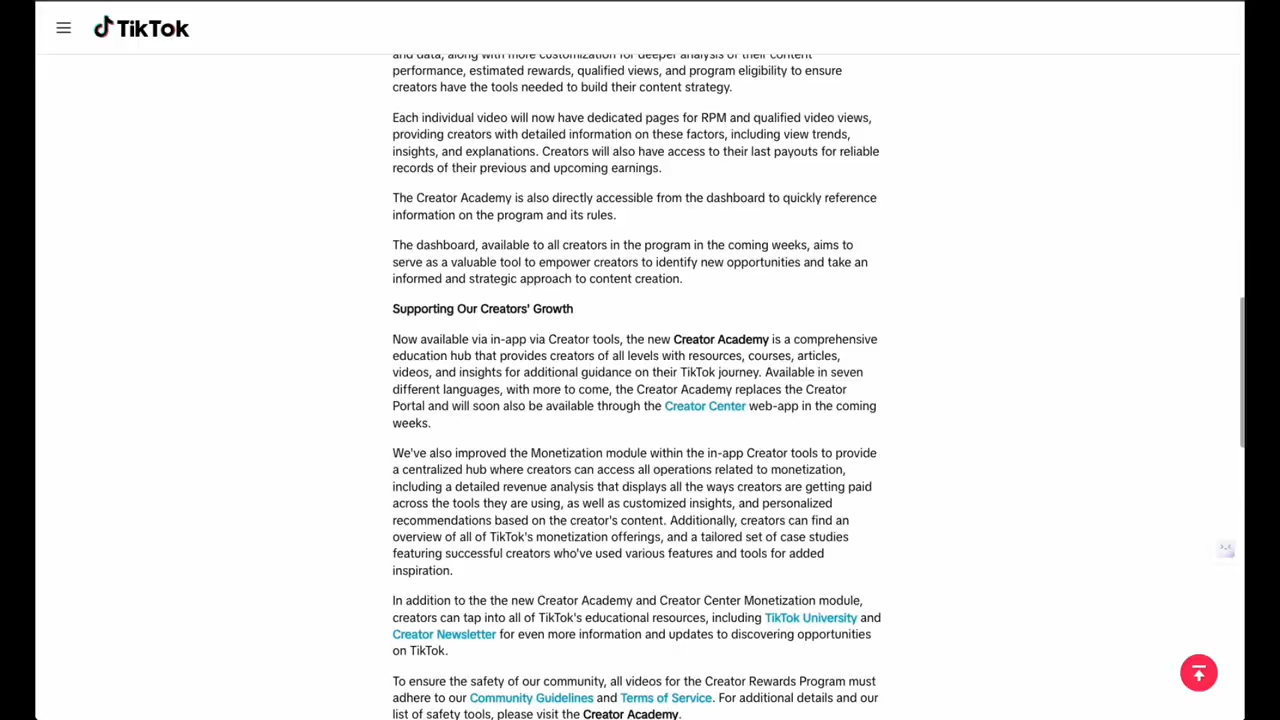 TikTok
and data, along with more customization for deeper analysis of their content
performance, estimated rewards, qualified views, and program eligibility to ensure
creators have the tools needed to build their content strategy.
Each individual video will now have dedicated pages for RPM and qualified video views,
providing creators with detailed information on these factors, including view trends,
insights, and explanations. Creators will also have access to their last payouts for reliable
records of their previous and upcoming earnings.
The Creator Academy is also directly accessible from the dashboard to quickly reference
information on the program and its rules.
The dashboard, available to all creators in the program in the coming weeks, aims to
serve as a valuable tool to empower creators to identify new opportunities and take an
informed and strategic approach to content creation.
Supporting Our Creators' Growth
Now available via in-app via Creator tools, the new Creator Academy is a comprehensive
education hub that provides creators of all levels with resources, courses, articles,
videos, and insights for additional guidance on their TikTok journey. Available in seven
different languages, with more to come, the Creator Academy replaces the Creator
Portal and will soon also be available through the Creator Center web-app in the coming
weeks.
We've also improved the Monetization module within the in-app Creator tools to provide
a centralized hub where creators can access all operations related to monetization,
including a detailed revenue analysis that displays all the ways creators are getting paid
across the tools they are using, as well as customized insights, and personalized
recommendations based on the creator's content. Additionally, creators can find an
overview of all of TikTok's monetization offerings, and a tailored set of case studies
featuring successful creators who've used various features and tools for added
inspiration.
In addition to the the new Creator Academy and Creator Center Monetization module,
creators can tap into all of TikTok's educational resources, including TikTok University and
Creator Newsletter for even more information and updates to discovering opportunities
on TikTok.
To ensure the safety of our community, all videos for the Creator Rewards Program must
adhere to our Community Guidelines and Terms of Service. For additional details and our
list of safety tools, please visit the Creator Academy.